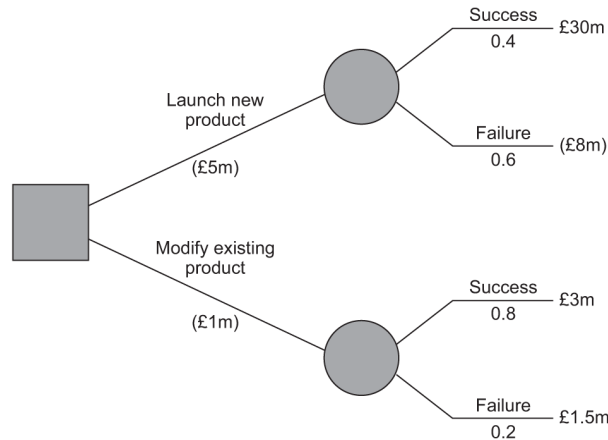 Success
0.4
£30m
Launch new
product
(£5m)
Failure
0.6
(£8m)
Modify existing
product
(£1m)
Success
0.8
£3m
Failure
0.2
£1.5m